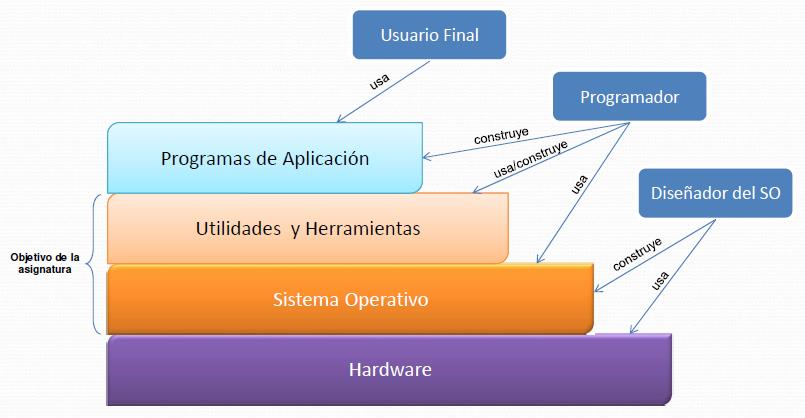 Usuario Final
usa
Programador
construye
Programas de Aplicación
usa/construye
usa
Diseñador del SO
Utilidades y Herramientas
Objetivo de la
asignatura
construye
usa
Sistema Operativo
Hardware